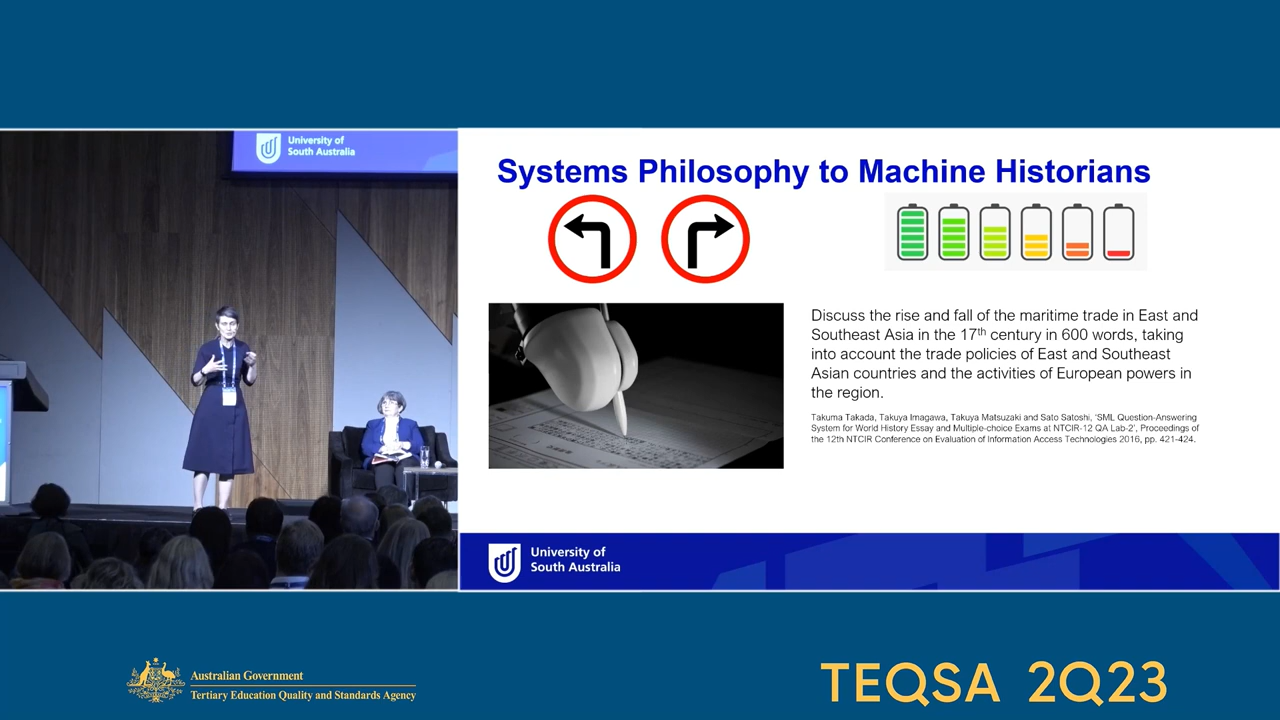 University of
South Australia
Systems Philosophy to Machine Historians
Discuss the rise and fall of the maritime trade in East and
Southeast Asia in the 17th century in 600 words, taking
into account the trade policies of East and Southeast
Asian countries and the activities of European powers in
the region.
Takuma Takada, Takuya Imagawa, Takuya Matsuzaki and Sato Satoshi, 'SML Question-Answering
System for World History Essay and Multiple-choice Exams at NTCIR-12 QA Lab-2', Proceedings of
the 12th NTCIR Conference on Evaluation of Information Access Technologies 2016, pp. 421-424.
University of
South Australia
Australian Government
Tertiary Education Quality and Standards Agency
TEQSA 2Q23